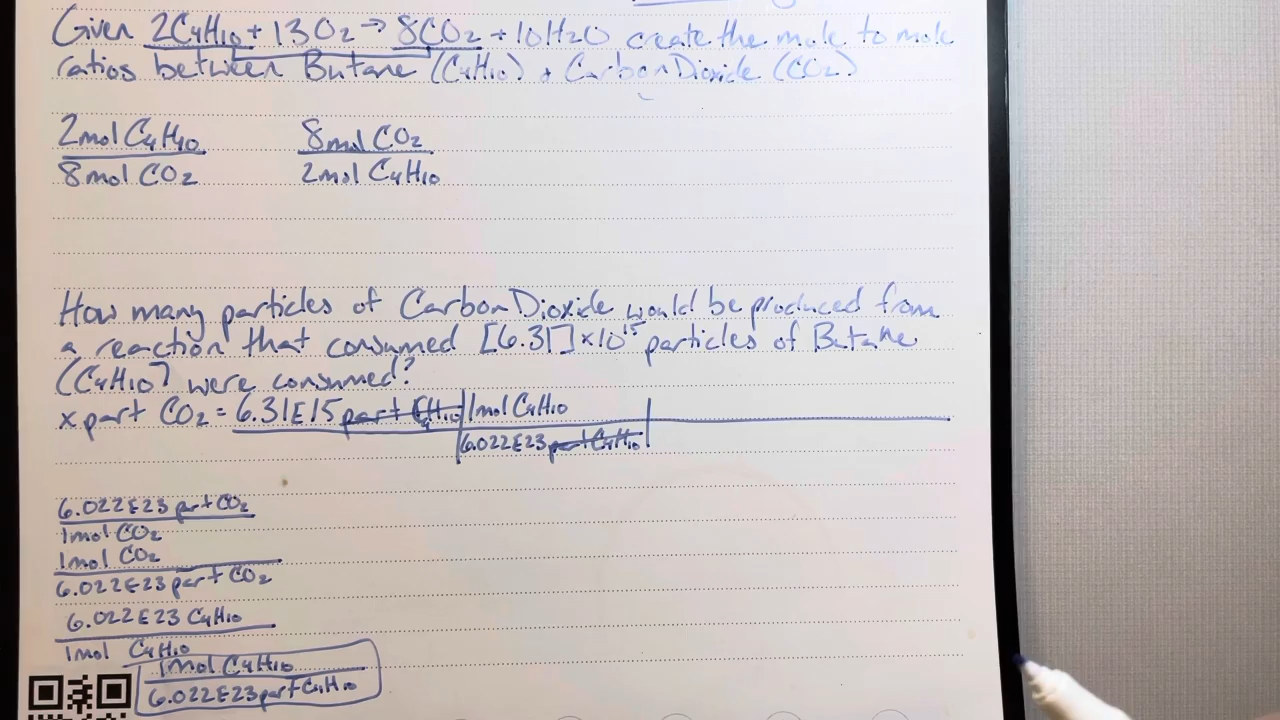 Given 2C4H10 + 13O2 → 8CO2 + 10H2O create the mole to mole
ratios between Butane (C4H10) + Carbon Dioxide (CO2)
2mol C4H10
8mol CO2
8mol CO2
2mol C4H10
How many particles of Carbon Dioxide would be produced from
a reaction that consumed [6.31]×10^15 particles of Butane
(C4H10) were consumed?
x part CO2 = 6.31E15 part C4H10 | 1mol C4H10
6.022E23 part C4H10
6.022E23 part CO2
1mol CO2
1mol CO2
6.022E23 part CO2
6.022E23 C4H10
1mol C4H10
1mol C4H10
6.022E23 part C4H10